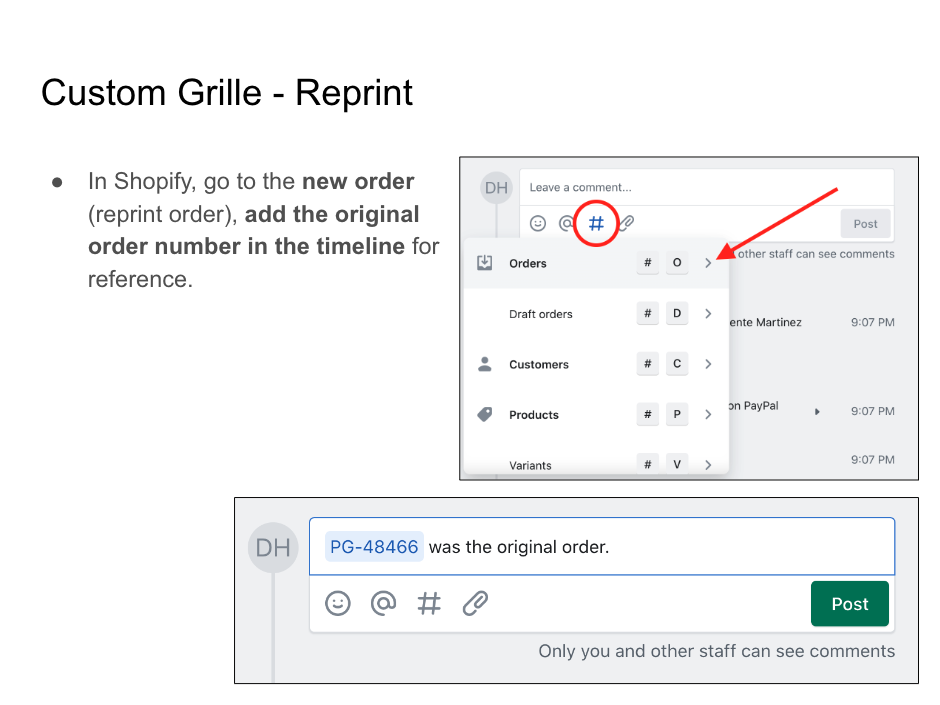 Custom Grille - Reprint
● In Shopify, go to the new order
(reprint order), add the original
order number in the timeline for
reference.
DH
Leave a comment...
@ #
Post
other staff can see comments
Orders # O
Draft orders # D
ente Martinez 9:07 PM
Customers # C
on PayPal 9:07 PM
Products # P
9:07 PM
Variants # V
DH
PG-48466 was the original order.
@ #
Post
Only you and other staff can see comments